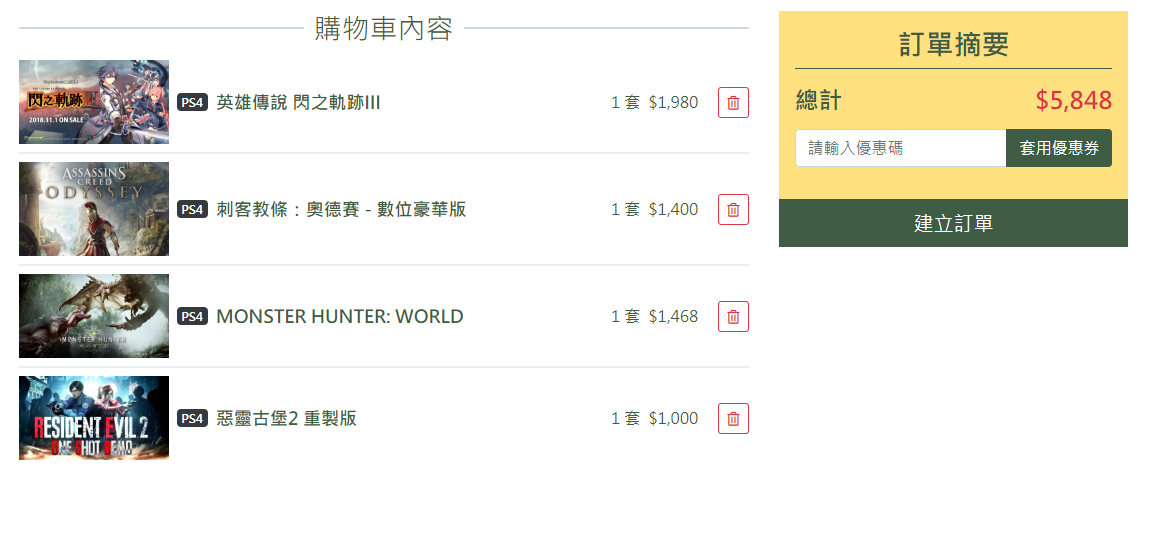 購物車內容
閃之軌跡
2018.11.1 ON SALE
PS4 英雄傳說 閃之軌跡III
1 套 $1,980
ASSASSIN'S
CREED
ODYSSEY
PS4 刺客教條：奧德賽 - 數位豪華版
1 套 $1,400
MONSTER HUNTER
PS4 MONSTER HUNTER: WORLD
1 套 $1,468
RESIDENT EVIL 2
ONE SHOT DEMO
PS4 惡靈古堡2 重製版
1 套 $1,000
訂單摘要
總計 $5,848
請輸入優惠碼 套用優惠券
建立訂單